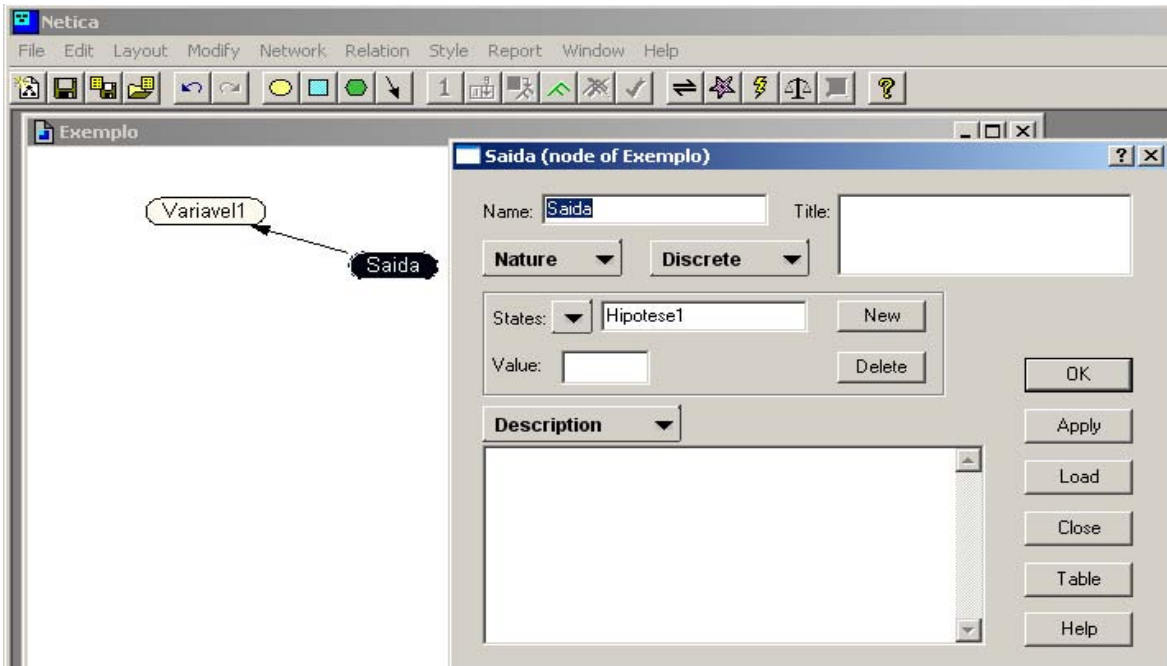 Netica
File Edit Layout Modify Network Relation Style Report Window Help
1 ?
Exemplo
Variavel1
Saida
Saida (node of Exemplo)
Name: Saida Title:
Nature Discrete
States: Hipotese1 New
Value: Delete
OK
Description Apply
Load
Close
Table
Help